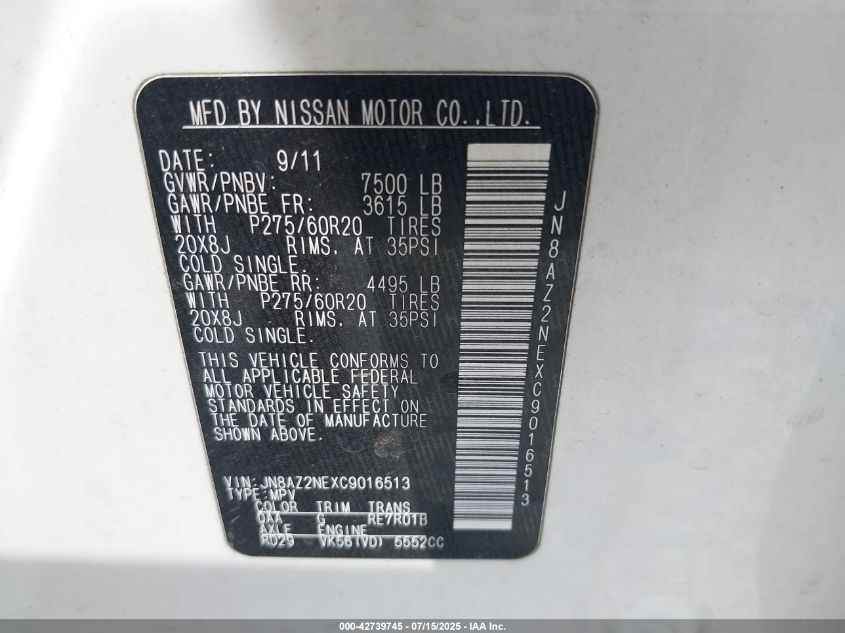 MFD BY NISSAN MOTOR CO.,LTD.
DATE: 9/11
GVWR/PNBV: 7500 LB
GAWR/PNBE FR: 3615 LB
WITH P275/60R20 TIRES
20X8J RIMS, AT 35PSI
COLD SINGLE.
GAWR/PNBE RR: 4495 LB
WITH P275/60R20 TIRES
20X8J RIMS, AT 35PSI
COLD SINGLE.
THIS VEHICLE CONFORMS TO
ALL APPLICABLE FEDERAL
MOTOR VEHICLE SAFETY
STANDARDS IN EFFECT ON
THE DATE OF MANUFACTURE
SHOWN ABOVE.
VIN:JN8AZ2NEXC9016513
TYPE:MPV
COLOR TRIM TRANS
QAA G RE7R01B
AXLE ENGINE
RD29 VK56(VD) 5552CC
JN8AZ2NEXC9016513
000-42739745 - 07/15/2025 - IAA Inc.